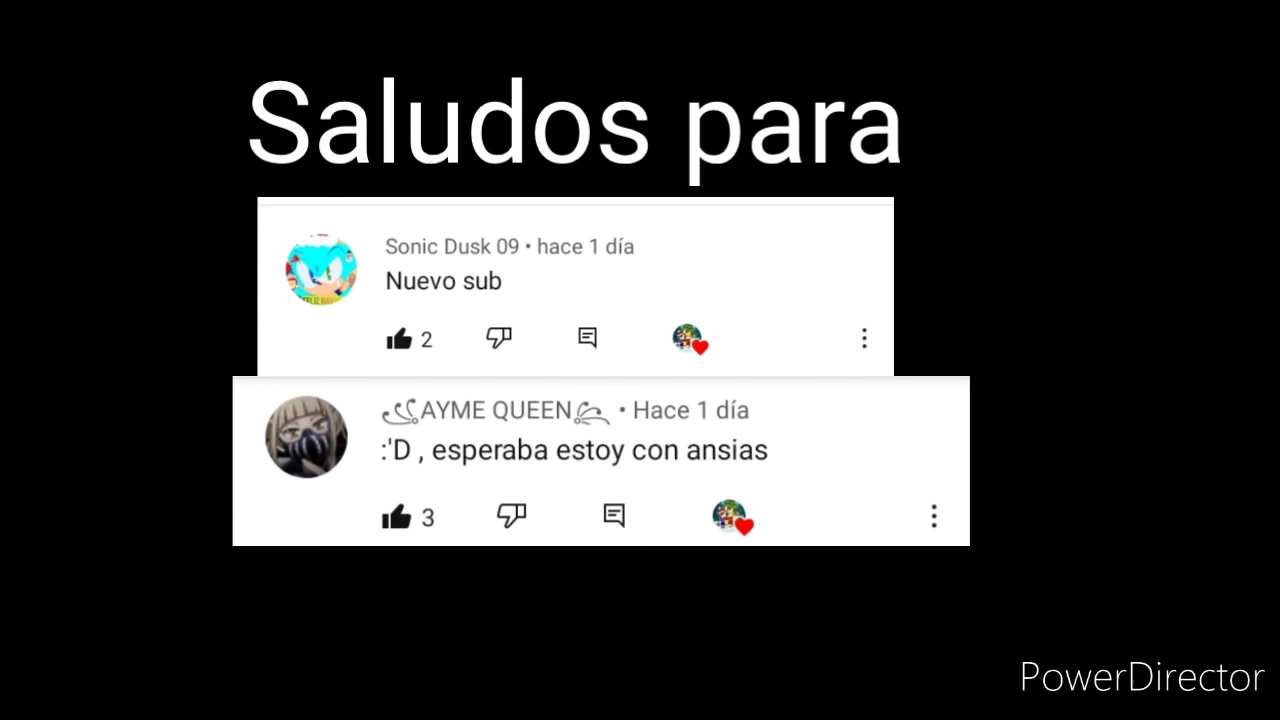 Saludos para
Sonic Dusk 09 • hace 1 día
Nuevo sub
2
AYME QUEEN • Hace 1 día
:'D , esperaba estoy con ansias
3
PowerDirector